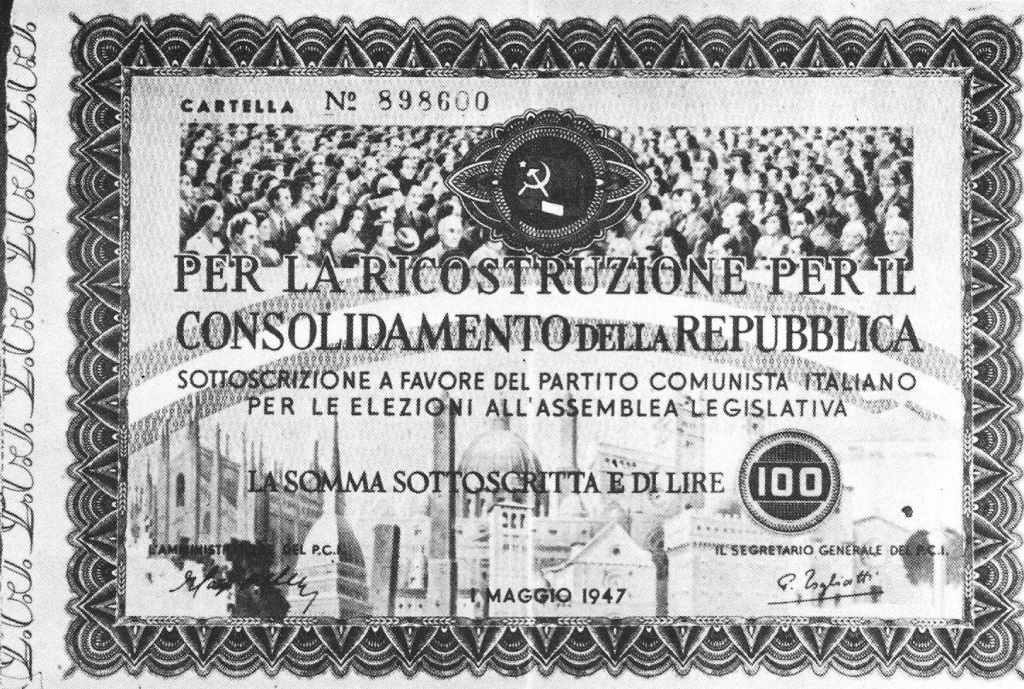 CARTELLA Nº 898600
PER LA RICOSTRUZIONE PER IL
CONSOLIDAMENTO DELLA REPUBBLICA
SOTTOSCRIZIONE A FAVORE DEL PARTITO COMUNISTA ITALIANO
PER LE ELEZIONI ALL'ASSEMBLEA LEGISLATIVA
LA SOMMA SOTTOSCRITTA E DI LIRE 100
DEL P.C.I.
IL SEGRETARIO GENERALE DEL P.C.I.
P. Togliatti
1 MAGGIO 1947